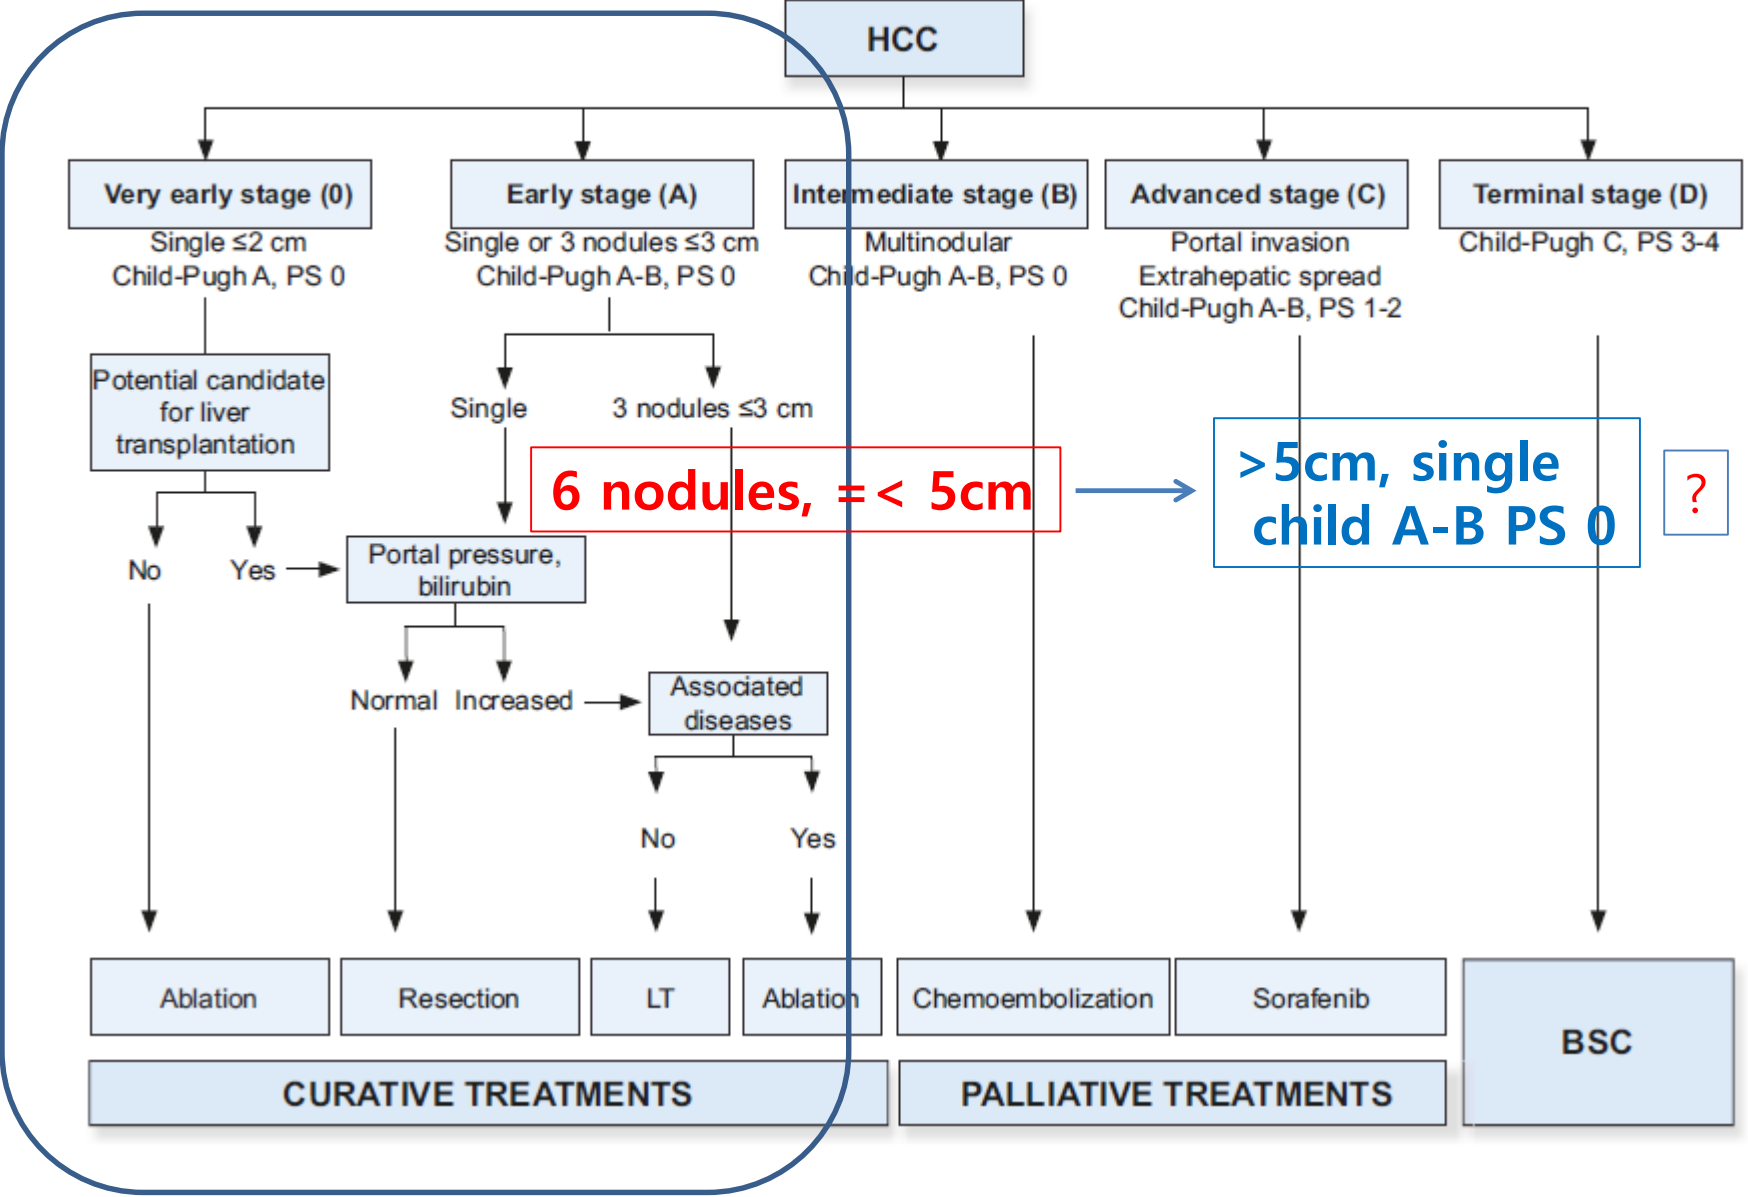 HCC
Very early stage (0)
Single ≤2 cm
Child-Pugh A, PS 0
Early stage (A)
Single or 3 nodules ≤3 cm
Child-Pugh A-B, PS 0
Intermediate stage (B)
Multinodular
Child-Pugh A-B, PS 0
Advanced stage (C)
Portal invasion
Extrahepatic spread
Child-Pugh A-B, PS 1-2
Terminal stage (D)
Child-Pugh C, PS 3-4
Potential candidate
for liver
transplantation
Single
3 nodules ≤3 cm
6 nodules, =< 5cm
>5cm, single
child A-B PS 0
?
No
Yes
Portal pressure,
bilirubin
Normal
Increased
Associated
diseases
No
Yes
Ablation
Resection
LT
Ablation
Chemoembolization
Sorafenib
BSC
CURATIVE TREATMENTS
PALLIATIVE TREATMENTS